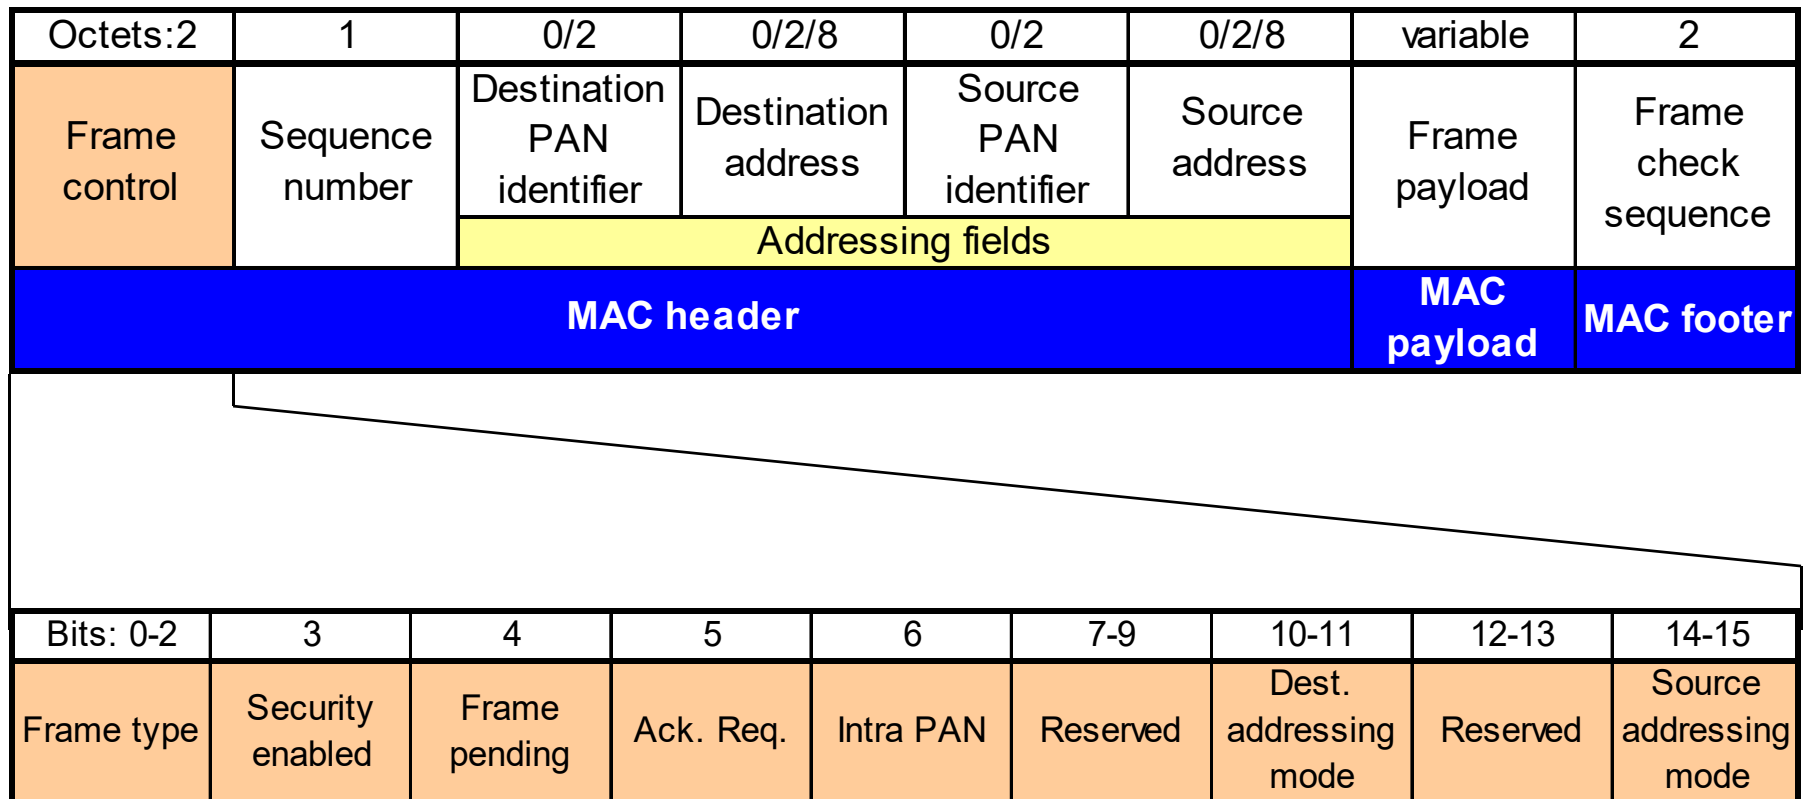 Octets:2 1 0/2 0/2/8 0/2 0/2/8 variable 2
Frame
control
Sequence
number
Destination
PAN
identifier
Destination
address
Source
PAN
identifier
Source
address
Frame
payload
Frame
check
sequence
Addressing fields
MAC header
MAC
payload
MAC footer
Bits: 0-2 3 4 5 6 7-9 10-11 12-13 14-15
Frame type
Security
enabled
Frame
pending
Ack. Req.
Intra PAN
Reserved
Dest.
addressing
mode
Reserved
Source
addressing
mode